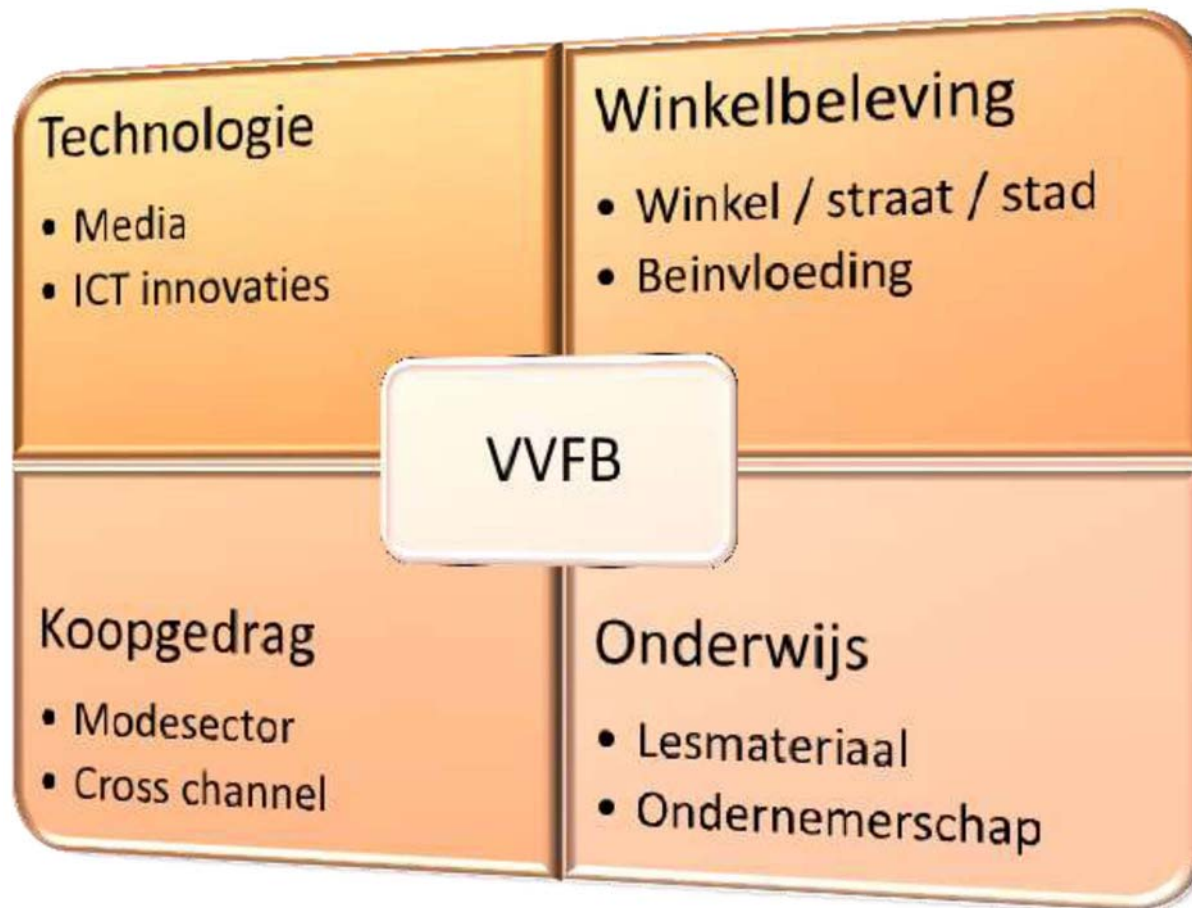 Technologie
• Media
• ICT innovaties
Winkelbeleving
• Winkel / straat / stad
• Beinvloeding
VVFB
Koopgedrag
• Modesector
• Cross channel
Onderwijs
• Lesmateriaal
• Ondernemerschap